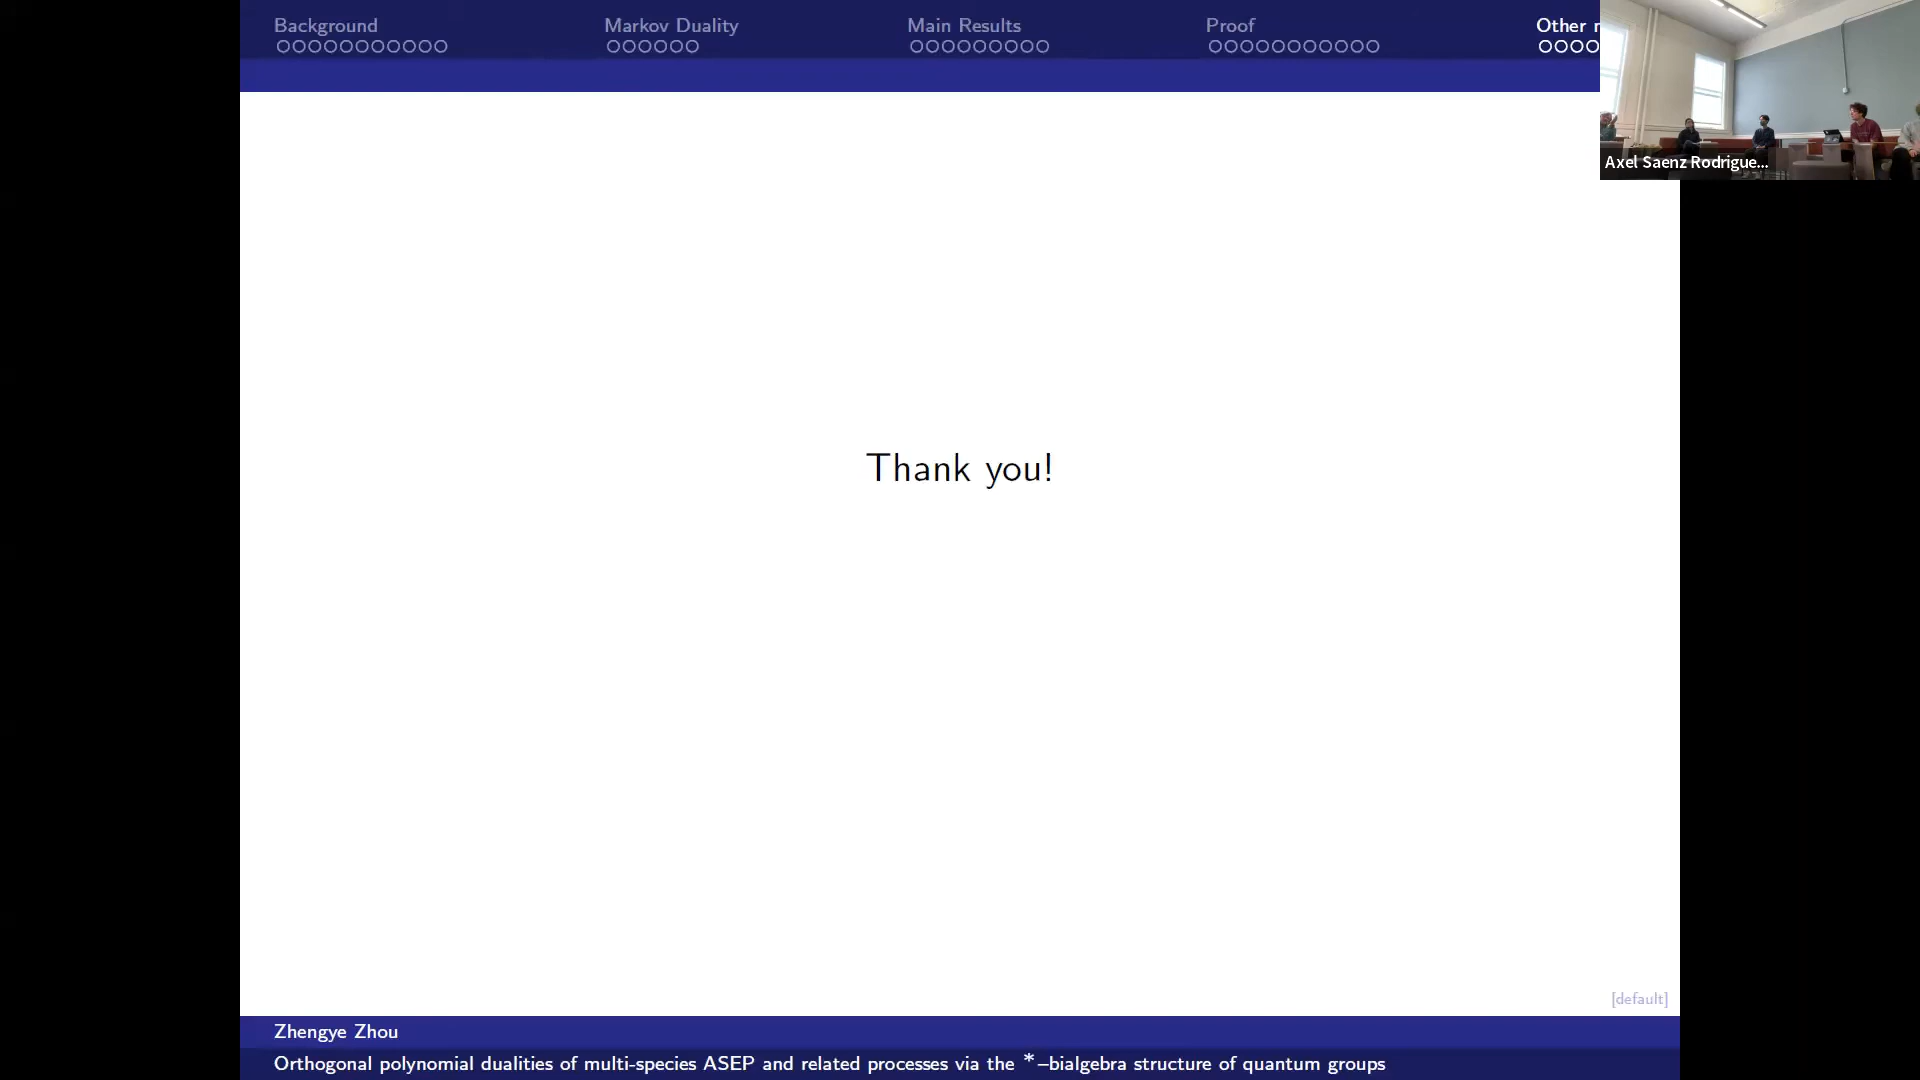 Background
Markov Duality
Main Results
Proof
Other
Axel Saenz Rodrigue...
Thank you!
[default]
Zhengye Zhou
Orthogonal polynomial dualities of multi-species ASEP and related processes via the *–bialgebra structure of quantum groups